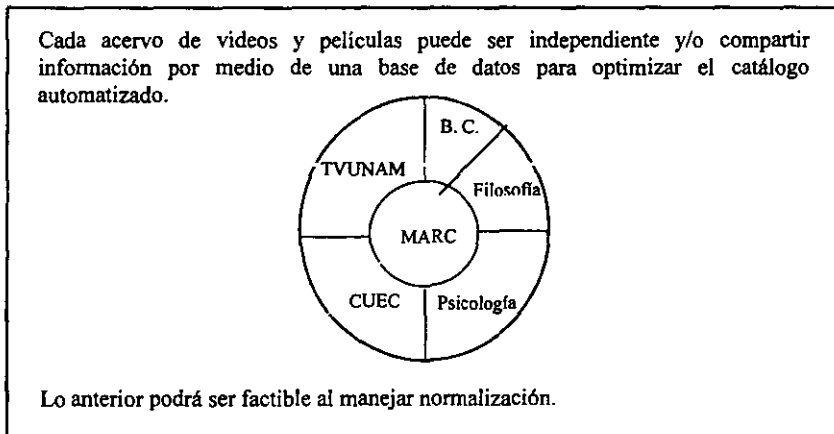 Cada acervo de videos y películas puede ser independiente y/o compartir
información por medio de una base de datos para optimizar el catálogo
automatizado.
B. C.
TVUNAM
Filosofía
MARC
CUEC
Psicología
Lo anterior podrá ser factible al manejar normalización.